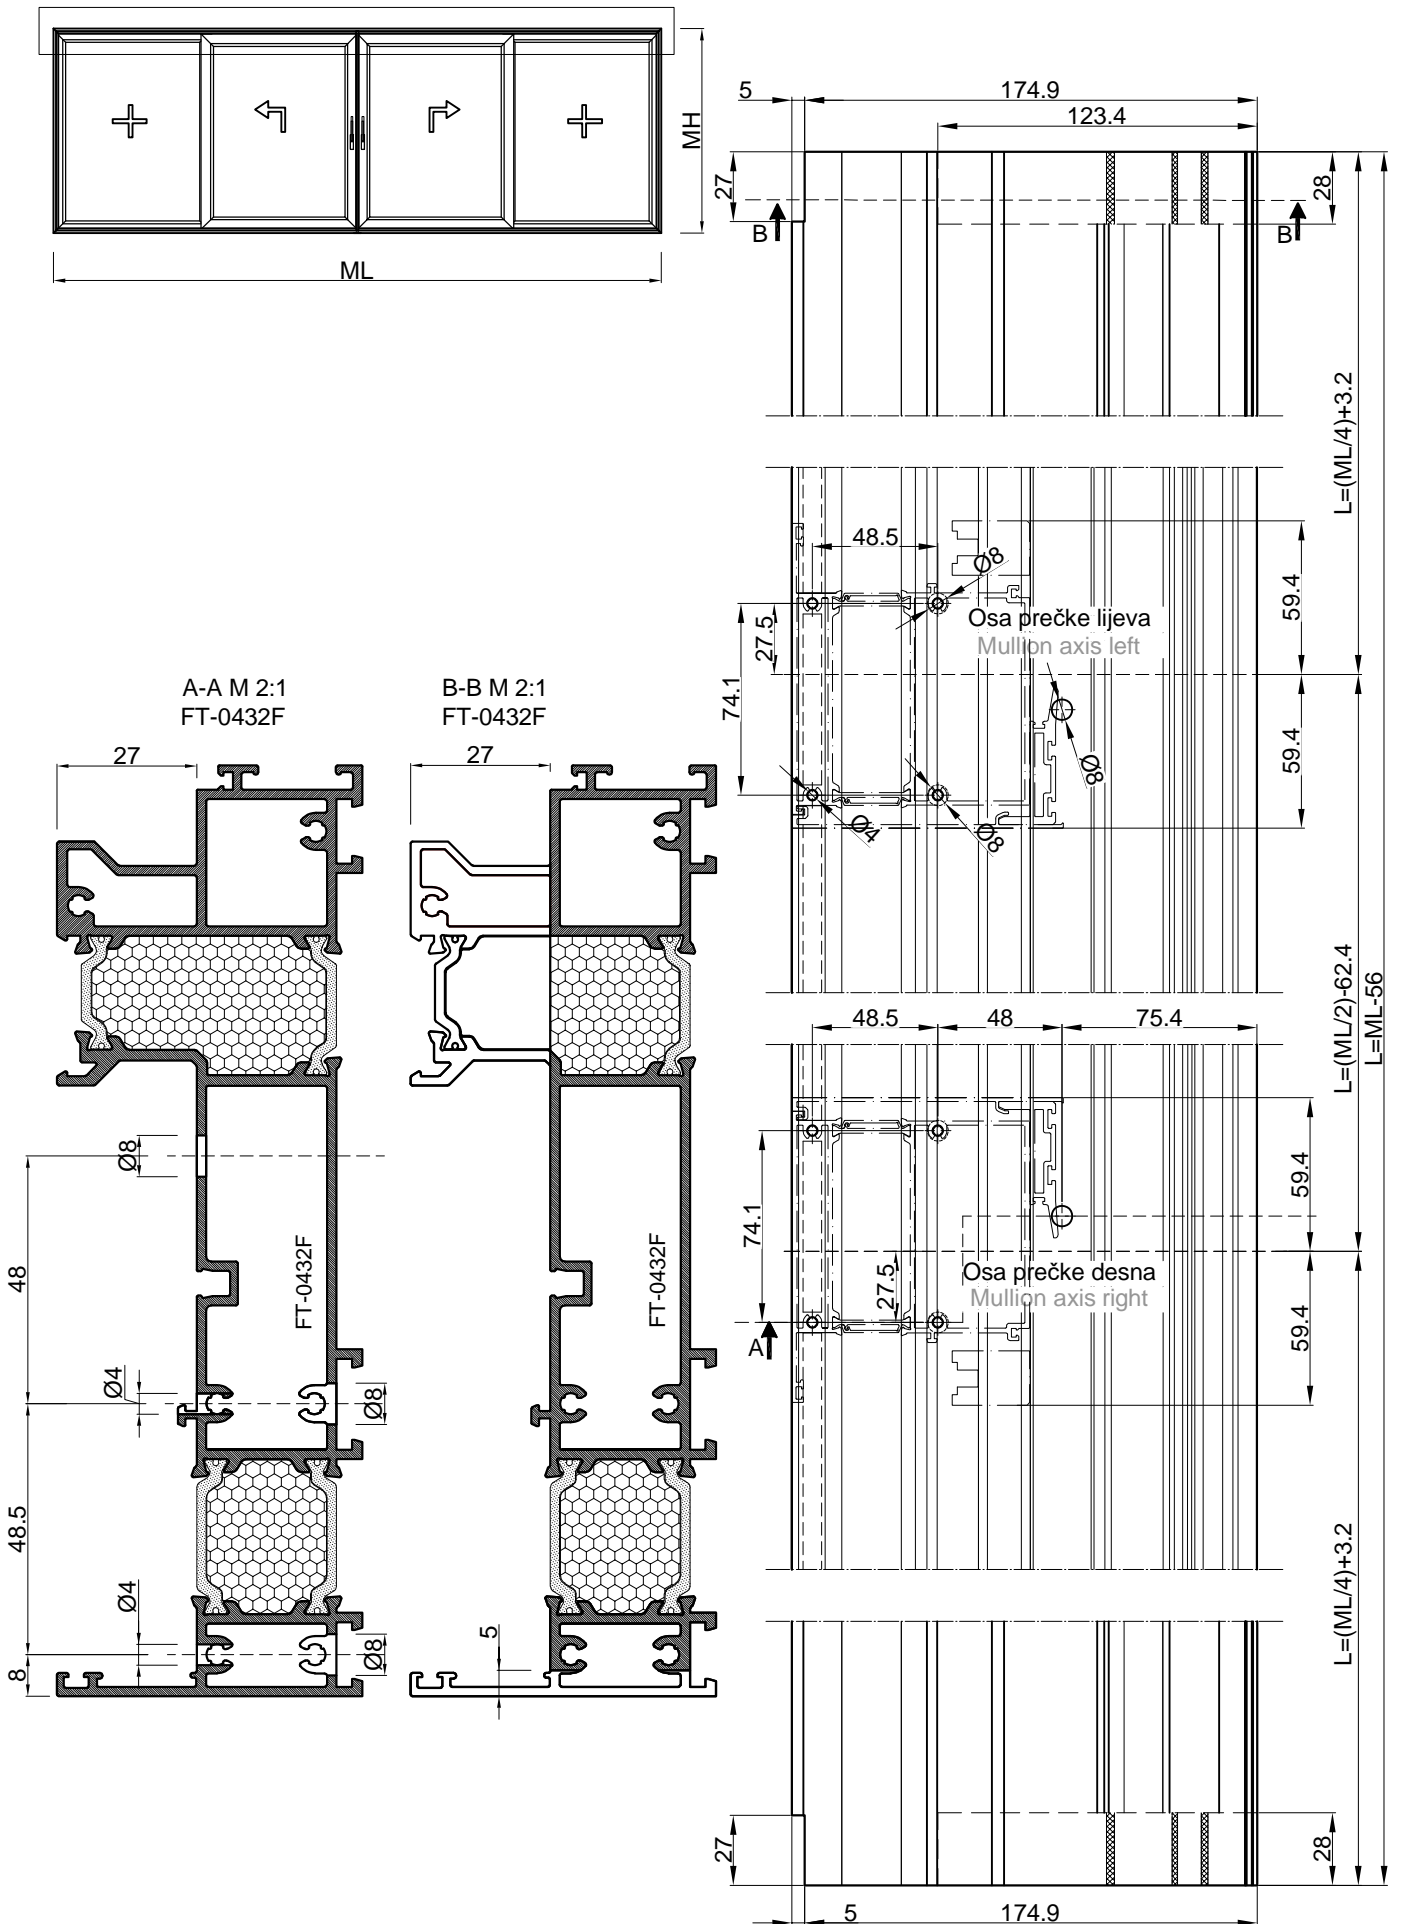 MH
ML
5
174.9
123.4
27
28
B
B
L=(ML/4)+3.2
48.5
Ø8
59.4
Osa prečke lijeva
Mullion axis left
27.5
74.1
59.4
Ø8
Ø4
Ø8
A-A M 2:1
FT-0432F
B-B M 2:1
FT-0432F
27
27
L=(ML/2)-62.4
L=ML-56
48.5
48
75.4
Ø8
59.4
74.1
48
FT-0432F
FT-0432F
27.5
Osa prečke desna
Mullion axis right
59.4
A
Ø4
Ø8
48.5
Ø4
Ø8
5
8
L=(ML/4)+3.2
27
28
5
174.9